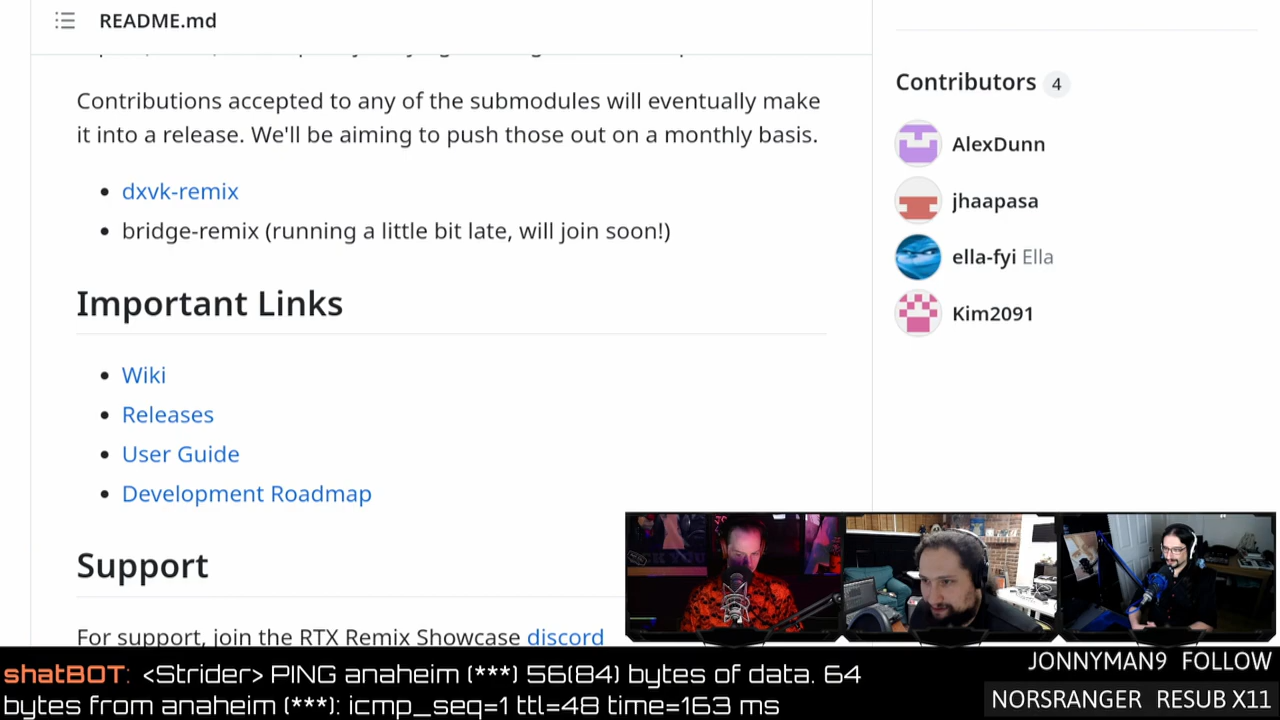 README.md
Contributions accepted to any of the submodules will eventually make
it into a release. We'll be aiming to push those out on a monthly basis.
dxvk-remix
bridge-remix (running a little bit late, will join soon!)
Important Links
Wiki
Releases
User Guide
Development Roadmap
Support
For support, join the RTX Remix Showcase discord
Contributors 4
AlexDunn
jhaapasa
ella-fyi Ella
Kim2091
shatBOT: <Strider> PING anaheim (***) 56(84) bytes of data. 64
bytes from anaheim (***): icmp_seq=1 ttl=48 time=163 ms
JONNYMAN9 FOLLOW
NORSRANGER RESUB X11